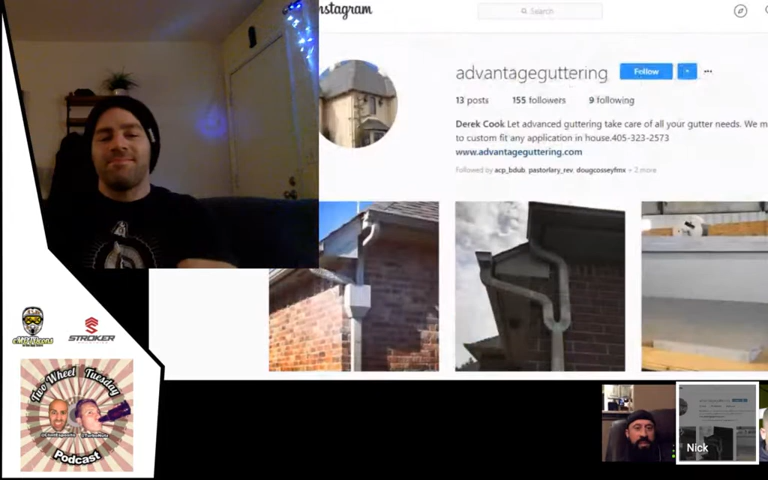 Instagram
Search
advantageguttering
Follow
13 posts 155 followers 9 following
Derek Cook Let advanced guttering take care of all your gutter needs. We m
to custom fit any application in house.405-323-2573
www.advantageguttering.com
Followed by acp_bdub, pastorlary_rev, dougcosseyfmx + 2 more
STROKER
Two Wheel Tuesday
Podcast
Nick